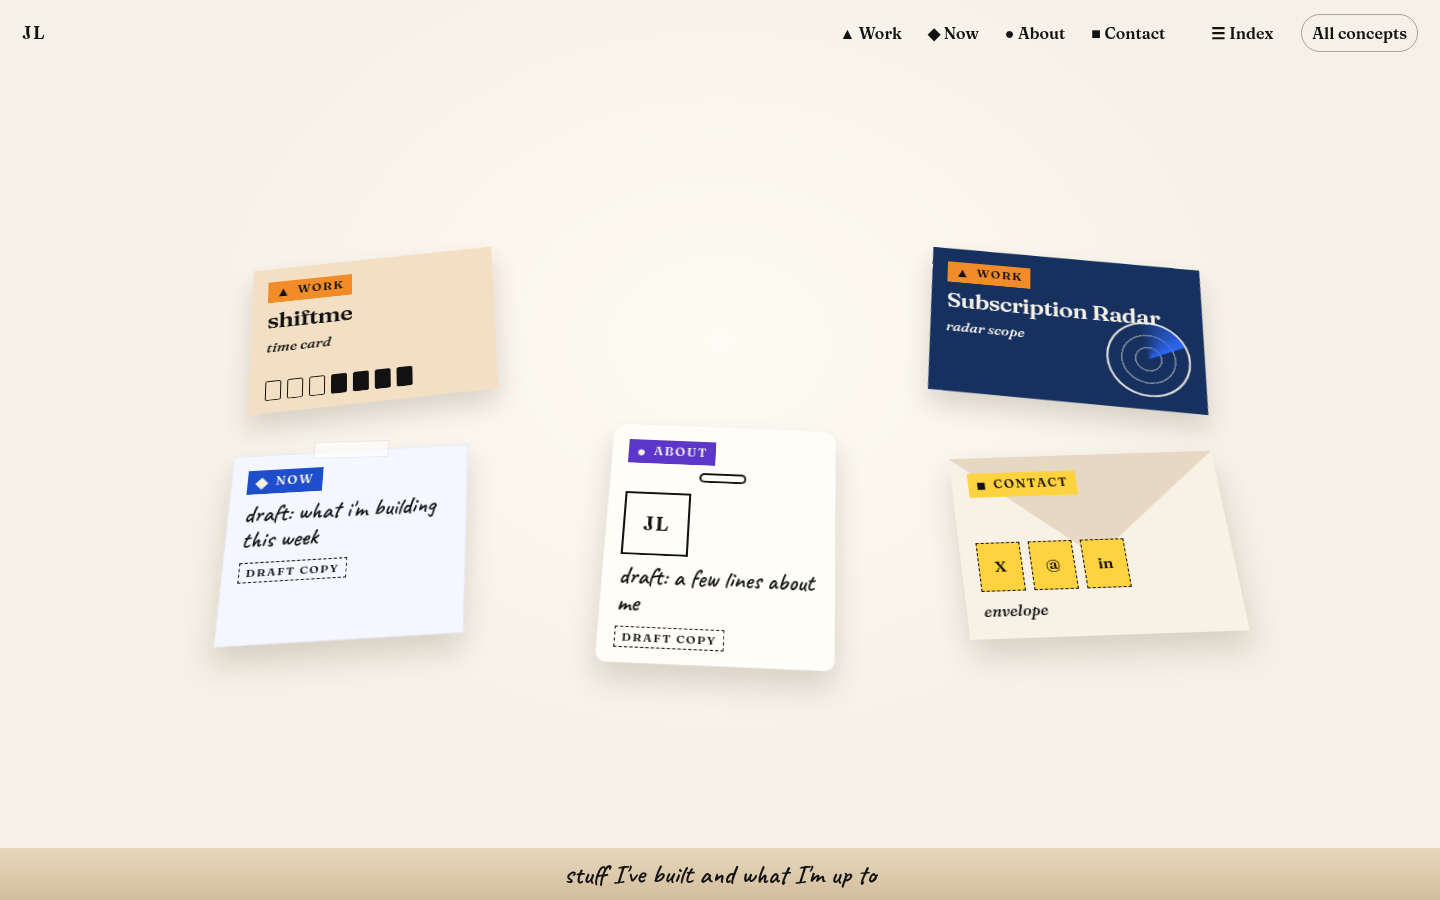 JL
▲ Work ◆ Now ● About ■ Contact ☰ Index All concepts
▲ WORK
shiftme
time card
▲ WORK
Subscription Radar
radar scope
◆ NOW
draft: what i'm building
this week
DRAFT COPY
● ABOUT
JL
draft: a few lines about
me
DRAFT COPY
■ CONTACT
X @ in
envelope
stuff I've built and what I'm up to